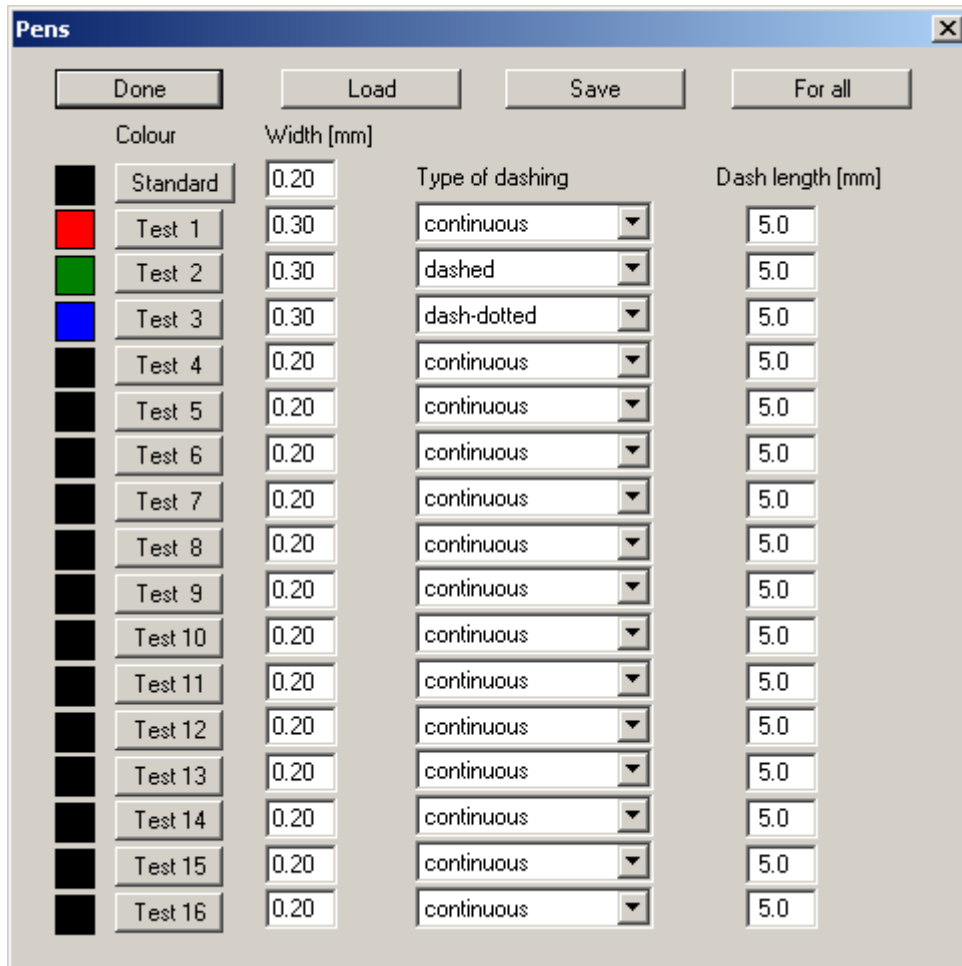 Pens
Done Load Save For all
Colour Width [mm]
Standard 0.20 Type of dashing Dash length [mm]
Test 1 0.30 continuous 5.0
Test 2 0.30 dashed 5.0
Test 3 0.30 dash-dotted 5.0
Test 4 0.20 continuous 5.0
Test 5 0.20 continuous 5.0
Test 6 0.20 continuous 5.0
Test 7 0.20 continuous 5.0
Test 8 0.20 continuous 5.0
Test 9 0.20 continuous 5.0
Test 10 0.20 continuous 5.0
Test 11 0.20 continuous 5.0
Test 12 0.20 continuous 5.0
Test 13 0.20 continuous 5.0
Test 14 0.20 continuous 5.0
Test 15 0.20 continuous 5.0
Test 16 0.20 continuous 5.0